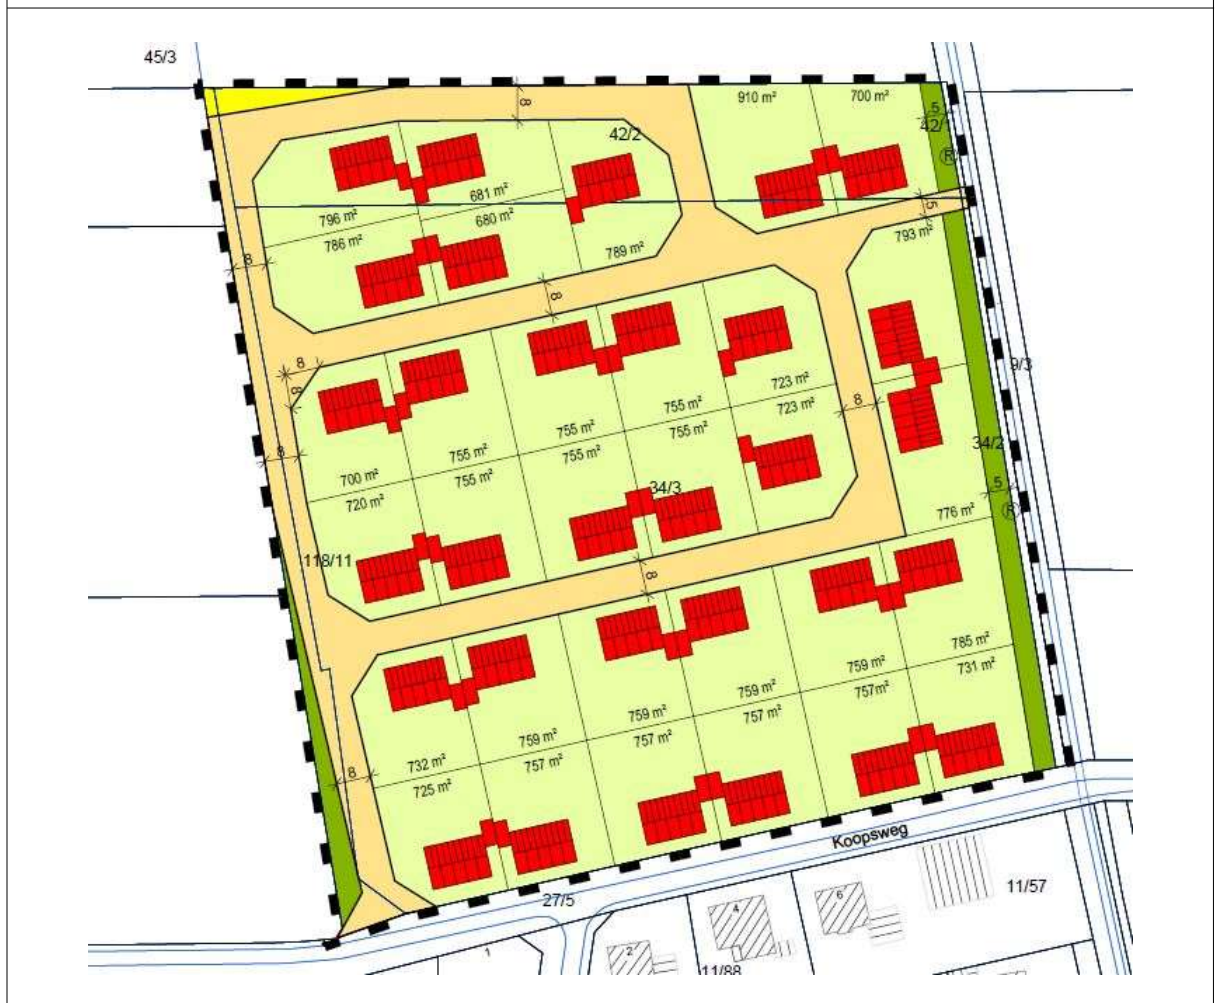 45/3
8
910 m²
700 m²
5
42/1
42/2
R
681 m²
796 m²
680 m²
5
786 m²
793 m²
789 m²
8
8
8
8
9/3
723 m²
8
755 m²
723 m²
755 m²
755 m²
8
755 m²
755 m²
34/2
700 m²
755 m²
34/3
5
720 m²
R
776 m²
118/11
8
785 m²
759 m²
731 m²
759 m²
757m²
759 m²
757 m²
759 m²
757 m²
732 m²
757 m²
8
725 m²
Koopsweg
27/5
11/57
6
4
2
1
11/88